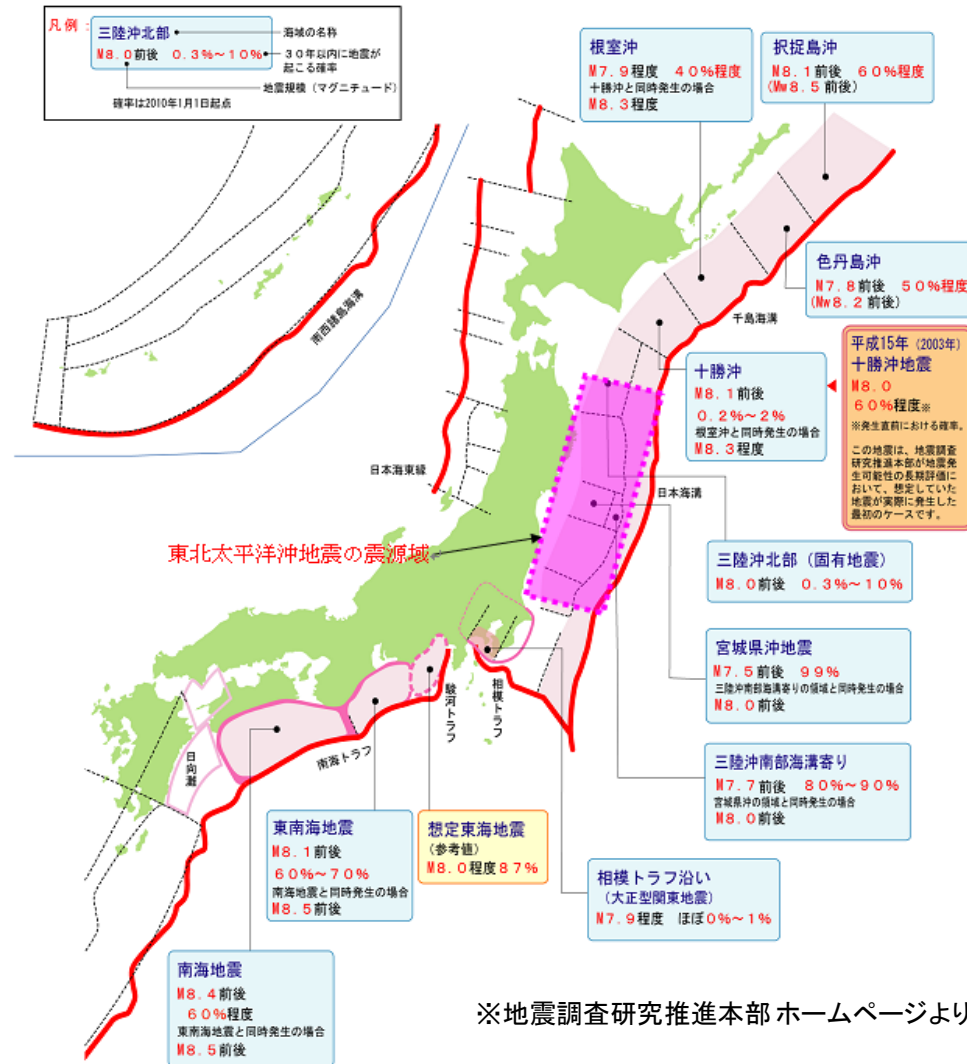 凡例：
三陸沖北部
M8.0前後 0.3%～10%
海域の名称
30年以内に地震が
起こる確率
地震規模（マグニチュード）
確率は2010年1月1日起点
根室沖
M7.9程度 40%程度
十勝沖と同時発生の場合
M8.3程度
択捉島沖
M8.1前後 60%程度
(Mw8.5前後)
色丹島沖
M7.8前後 50%程度
(Mw8.2前後)
千島海溝
南西諸島海溝
十勝沖
M8.1前後
0.2%～2%
根室沖と同時発生の場合
M8.3程度
平成15年（2003年）
十勝沖地震
M8.0
60%程度※
※発生直前における確率。
この地震は、地震調査
研究推進本部が地震発
生可能性の長期評価に
おいて、想定していた
地震が実際に発生した
最初のケースです。
日本海東縁
日本海溝
東北太平洋沖地震の震源域
三陸沖北部（固有地震）
M8.0前後 0.3%～10%
宮城県沖地震
M7.5前後 99%
三陸沖南部海溝寄りの領域と同時発生の場合
M8.0前後
三陸沖南部海溝寄り
M7.7前後 80%～90%
宮城県沖の領域と同時発生の場合
M8.0前後
駿河トラフ
相模トラフ
南海トラフ
日向灘
東南海地震
M8.1前後
60%～70%
南海地震と同時発生の場合
M8.5前後
想定東海地震
(参考値)
M8.0程度87%
相模トラフ沿い
（大正型関東地震）
M7.9程度 ほぼ0%～1%
南海地震
M8.4前後
60%程度
東南海地震と同時発生の場合
M8.5前後
※地震調査研究推進本部 ホームページより